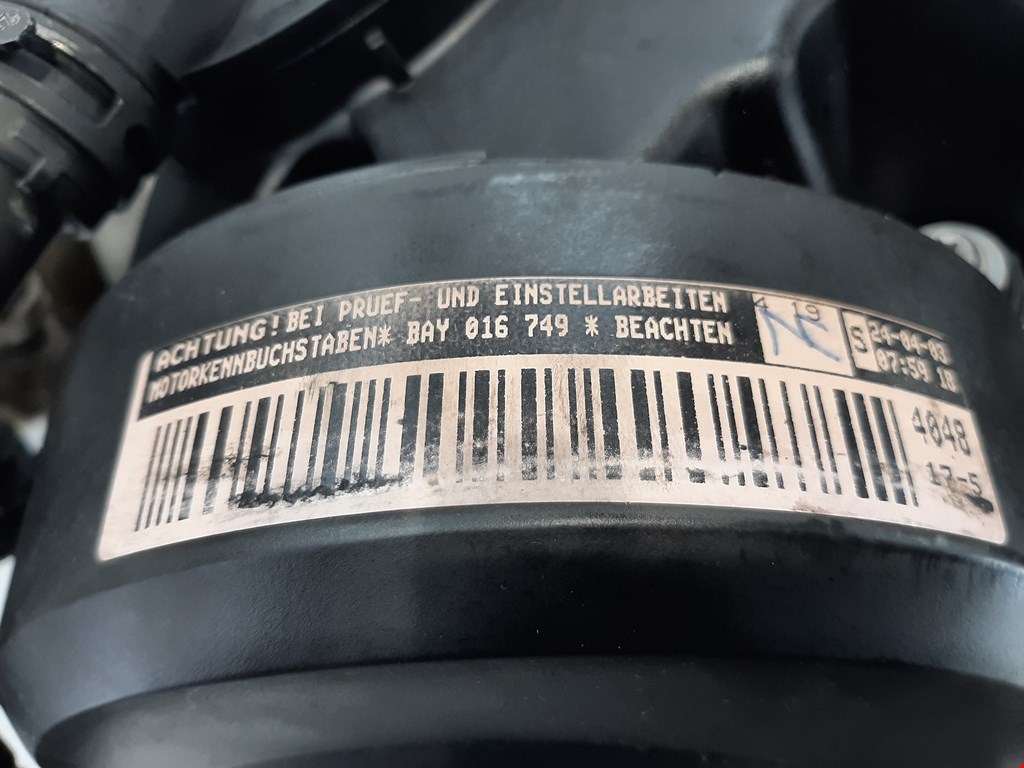 ACHTUNG! BEI PRUEF- UND EINSTELLARBEITEN
MOTORKENNBUCHSTABEN* BAY 016 749 * BEACHTEN
4 19
S
24-04-03
07:59 18
4048
17-5